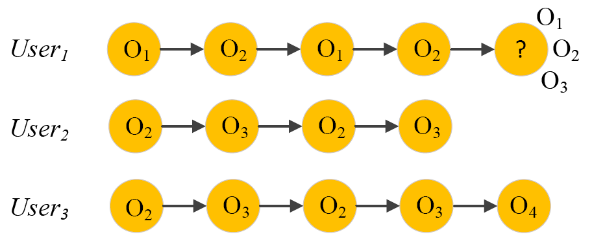 User₁ O₁ O₂ O₁ O₂ ? O₁ O₂ O₃
User₂ O₂ O₃ O₂ O₃
User₃ O₂ O₃ O₂ O₃ O₄